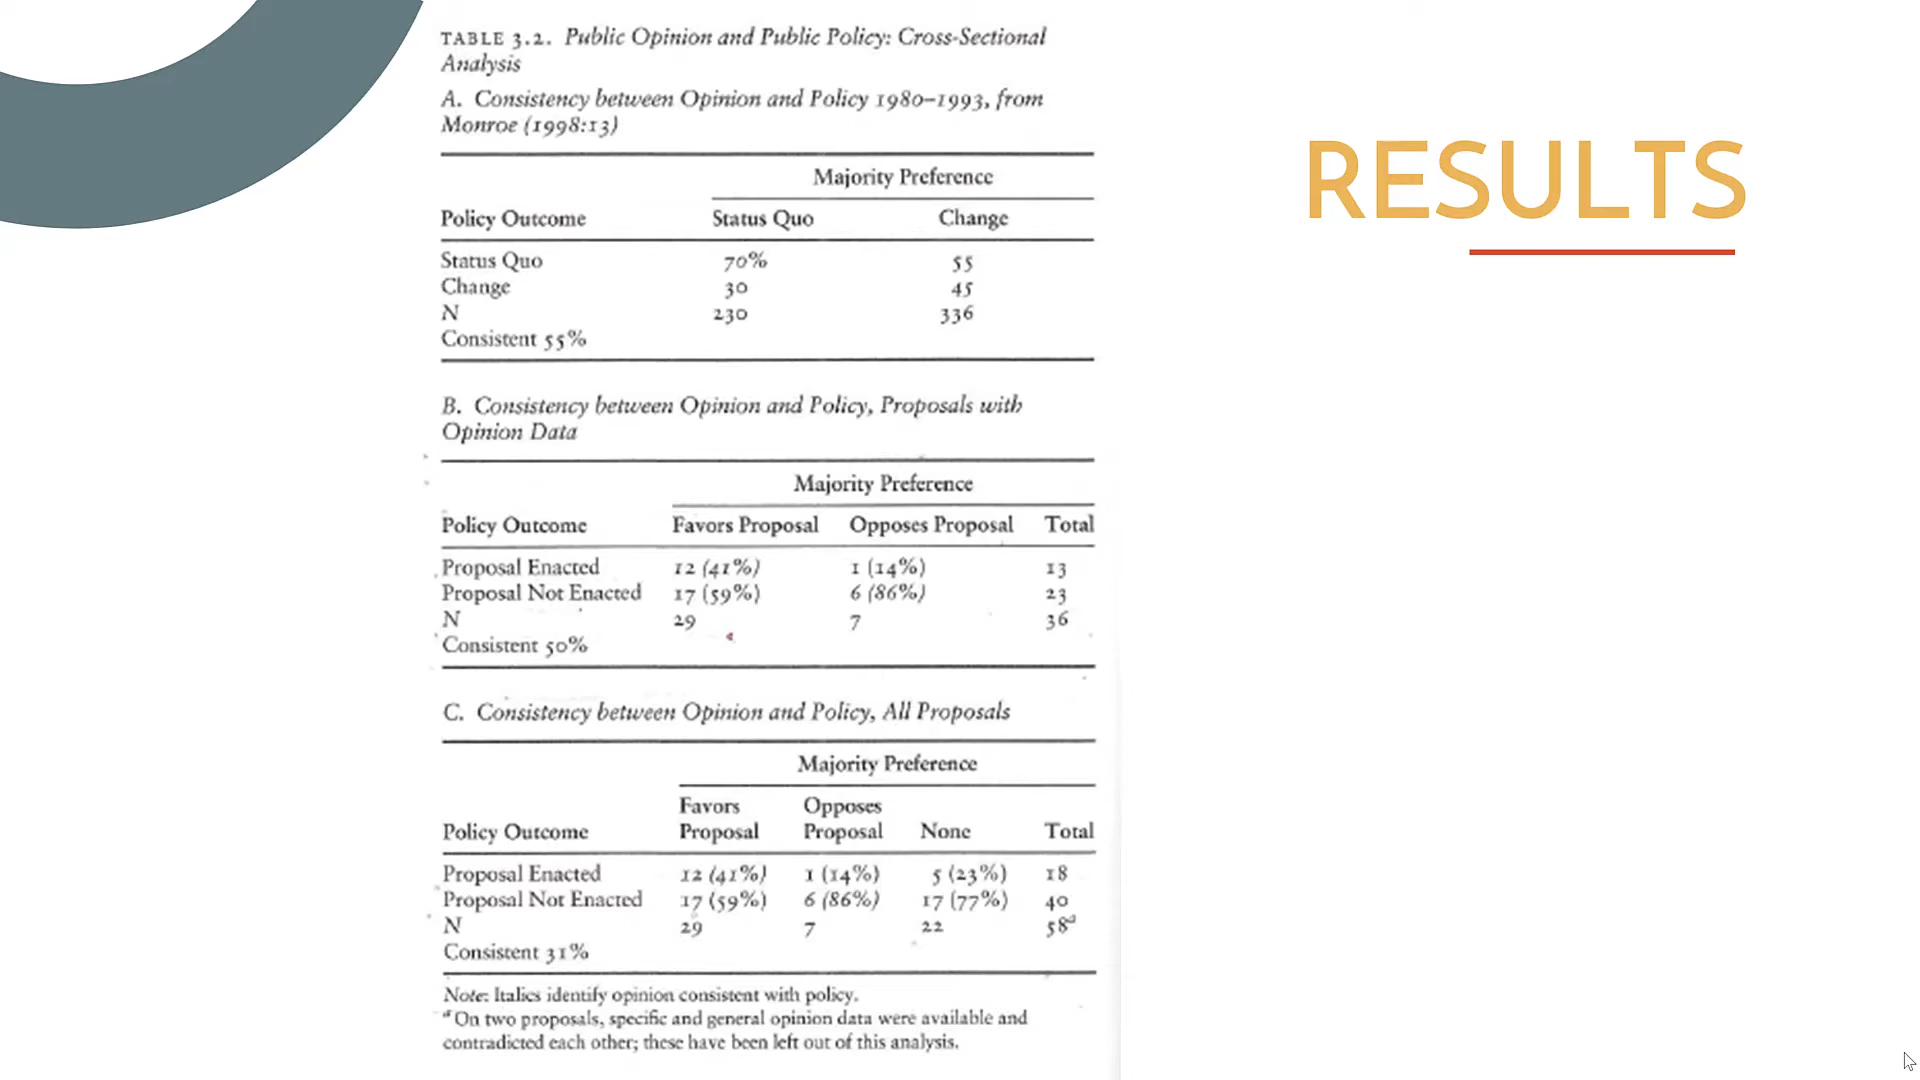 TABLE 3.2. Public Opinion and Public Policy: Cross-Sectional
Analysis
A. Consistency between Opinion and Policy 1980–1993, from
Monroe (1998:13)
Majority Preference
Policy Outcome Status Quo Change
Status Quo 70% 55
Change 30 45
N 230 336
Consistent 55%
B. Consistency between Opinion and Policy, Proposals with
Opinion Data
Majority Preference
Policy Outcome Favors Proposal Opposes Proposal Total
Proposal Enacted 12 (41%) 1 (14%) 13
Proposal Not Enacted 17 (59%) 6 (86%) 23
N 29 7 36
Consistent 50%
C. Consistency between Opinion and Policy, All Proposals
Majority Preference
Favors Opposes
Policy Outcome Proposal Proposal None Total
Proposal Enacted 12 (41%) 1 (14%) 5 (23%) 18
Proposal Not Enacted 17 (59%) 6 (86%) 17 (77%) 40
N 29 7 22 58a
Consistent 31%
Note: Italics identify opinion consistent with policy.
a On two proposals, specific and general opinion data were available and
contradicted each other; these have been left out of this analysis.
RESULTS